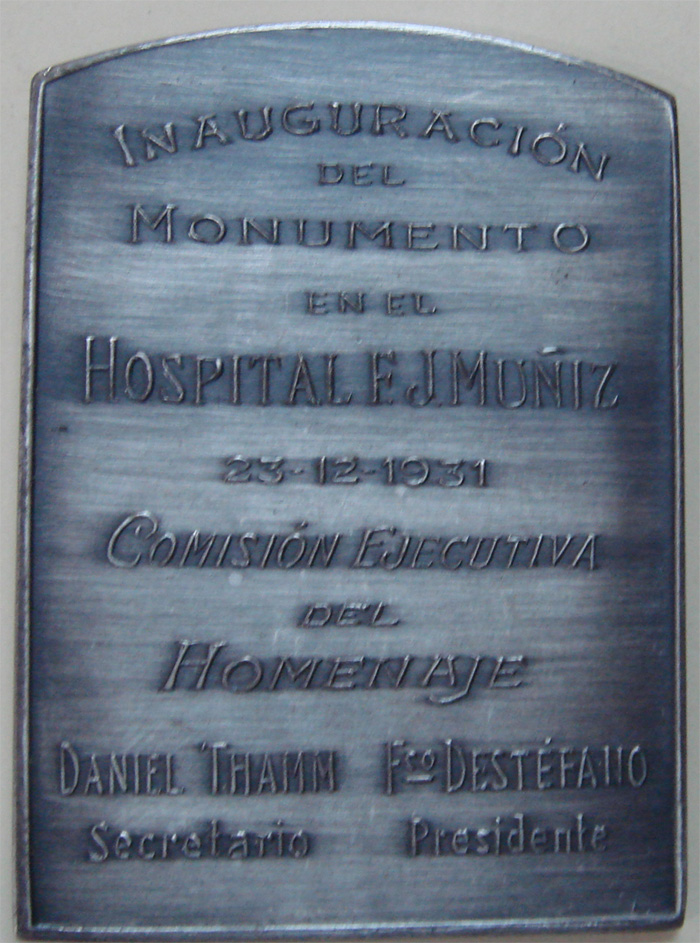 INAUGURACIÓN
DEL
MONUMENTO
EN EL
HOSPITAL F.J. MUÑIZ
23-12-1931
COMISIÓN EJECUTIVA
DEL
HOMENAJE
DANIEL THAMM FCO DESTÉFANO
Secretario Presidente